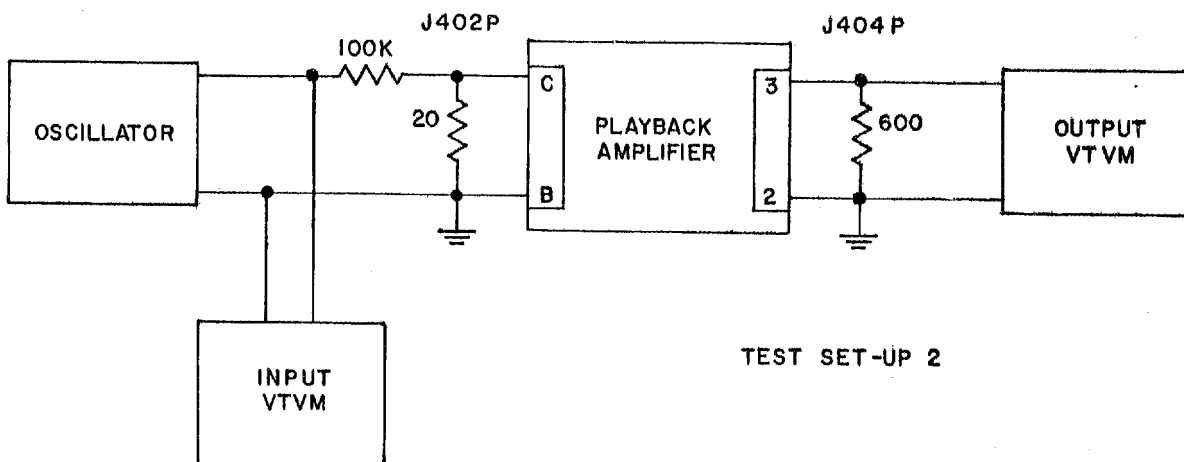 J402P
J404P
100K
OSCILLATOR
20
C
B
PLAYBACK
AMPLIFIER
3
2
600
OUTPUT
VTVM
INPUT
VTVM
TEST SET-UP 2